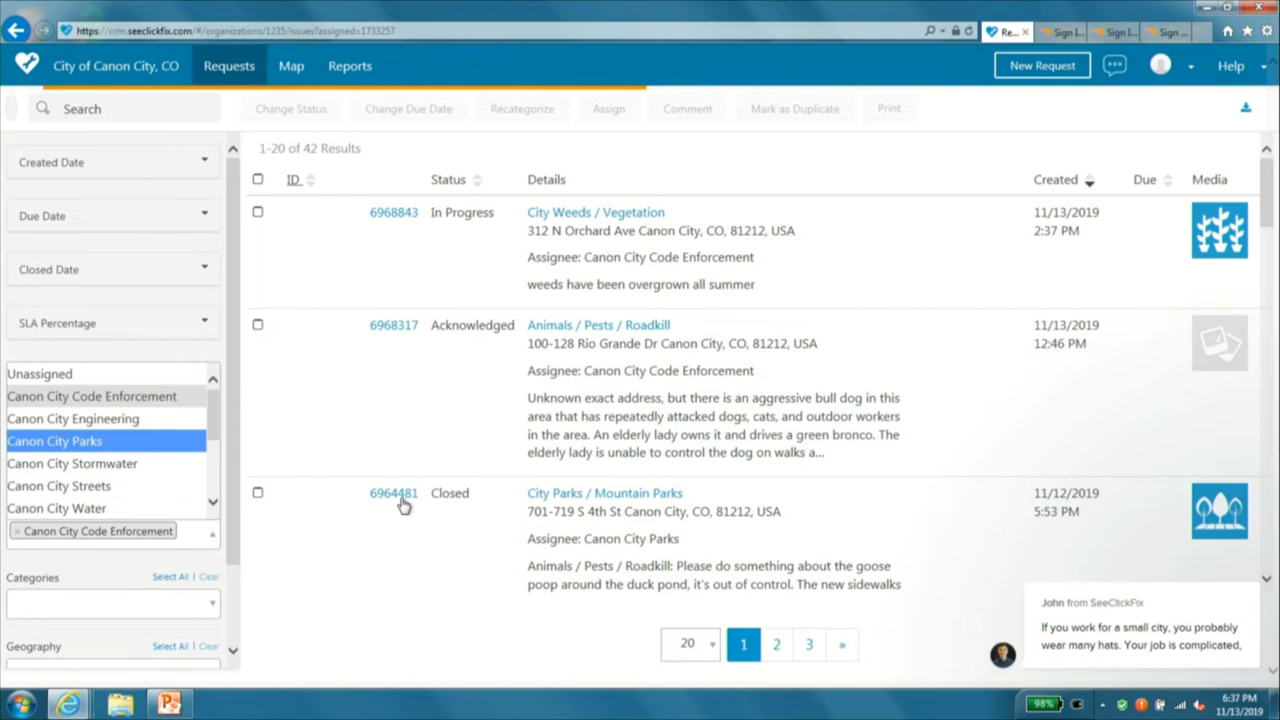 https://crm.seeclickfix.com/#/organizations/1235/issues?assigned=1733257
Re...
Sign I...
Sign I...
Sign ...
City of Canon City, CO
Requests
Map
Reports
New Request
Help
Search
Change Status
Change Due Date
Recategorize
Assign
Comment
Mark as Duplicate
Print
Created Date
Due Date
Closed Date
SLA Percentage
Unassigned
Canon City Code Enforcement
Canon City Engineering
Canon City Parks
Canon City Stormwater
Canon City Streets
Canon City Water
× Canon City Code Enforcement
Categories Select All | Clear
Geography Select All | Clear
1-20 of 42 Results
ID Status Details Created Due Media
6968843 In Progress City Weeds / Vegetation 11/13/2019
312 N Orchard Ave Canon City, CO, 81212, USA 2:37 PM
Assignee: Canon City Code Enforcement
weeds have been overgrown all summer
6968317 Acknowledged Animals / Pests / Roadkill 11/13/2019
100-128 Rio Grande Dr Canon City, CO, 81212, USA 12:46 PM
Assignee: Canon City Code Enforcement
Unknown exact address, but there is an aggressive bull dog in this
area that has repeatedly attacked dogs, cats, and outdoor workers
in the area. An elderly lady owns it and drives a green bronco. The
elderly lady is unable to control the dog on walks a...
6964481 Closed City Parks / Mountain Parks 11/12/2019
701-719 S 4th St Canon City, CO, 81212, USA 5:53 PM
Assignee: Canon City Parks
Animals / Pests / Roadkill: Please do something about the goose
poop around the duck pond, it's out of control. The new sidewalks
20
1 2 3 »
John from SeeClickFix
If you work for a small city, you probably
wear many hats. Your job is complicated,
98%
6:37 PM
11/13/2019